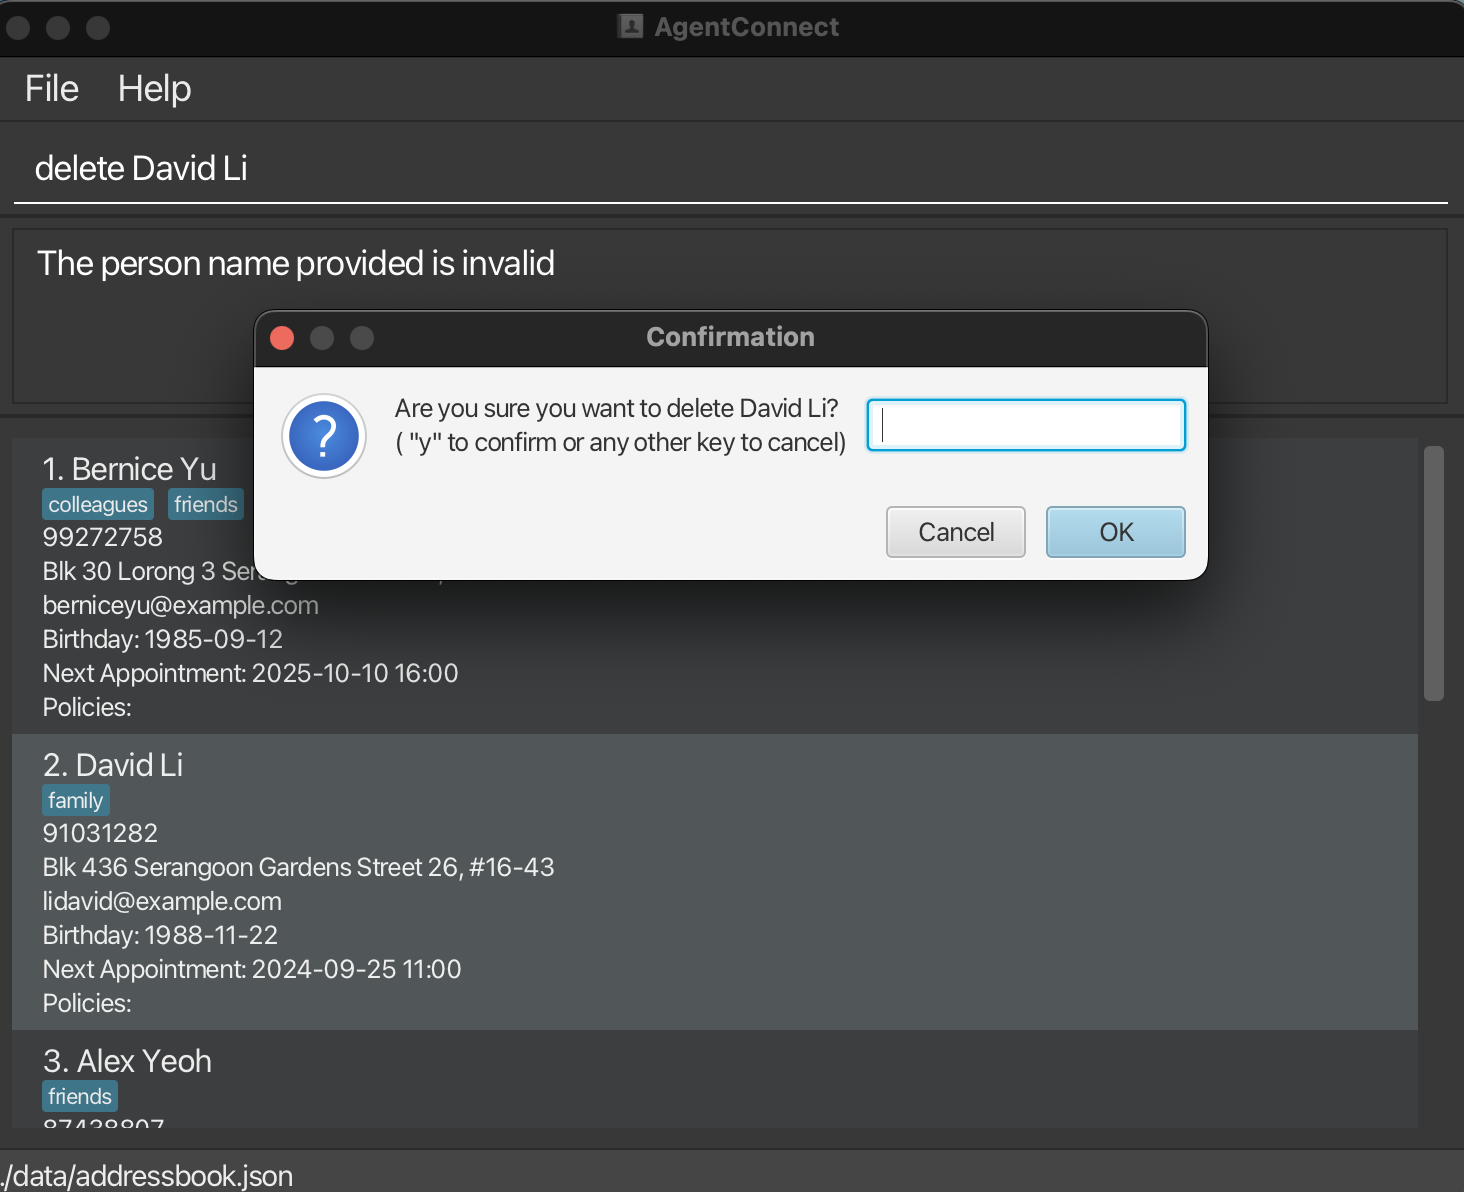 AgentConnect
File Help
delete David Li
The person name provided is invalid
Confirmation
?
Are you sure you want to delete David Li?
( "y" to confirm or any other key to cancel)
Cancel OK
1. Bernice Yu
colleagues friends
99272758
Blk 30 Lorong 3
berniceyu@example.com
Birthday: 1985-09-12
Next Appointment: 2025-10-10 16:00
Policies:
2. David Li
family
91031282
Blk 436 Serangoon Gardens Street 26, #16-43
lidavid@example.com
Birthday: 1988-11-22
Next Appointment: 2024-09-25 11:00
Policies:
3. Alex Yeoh
friends
87438807
./data/addressbook.json